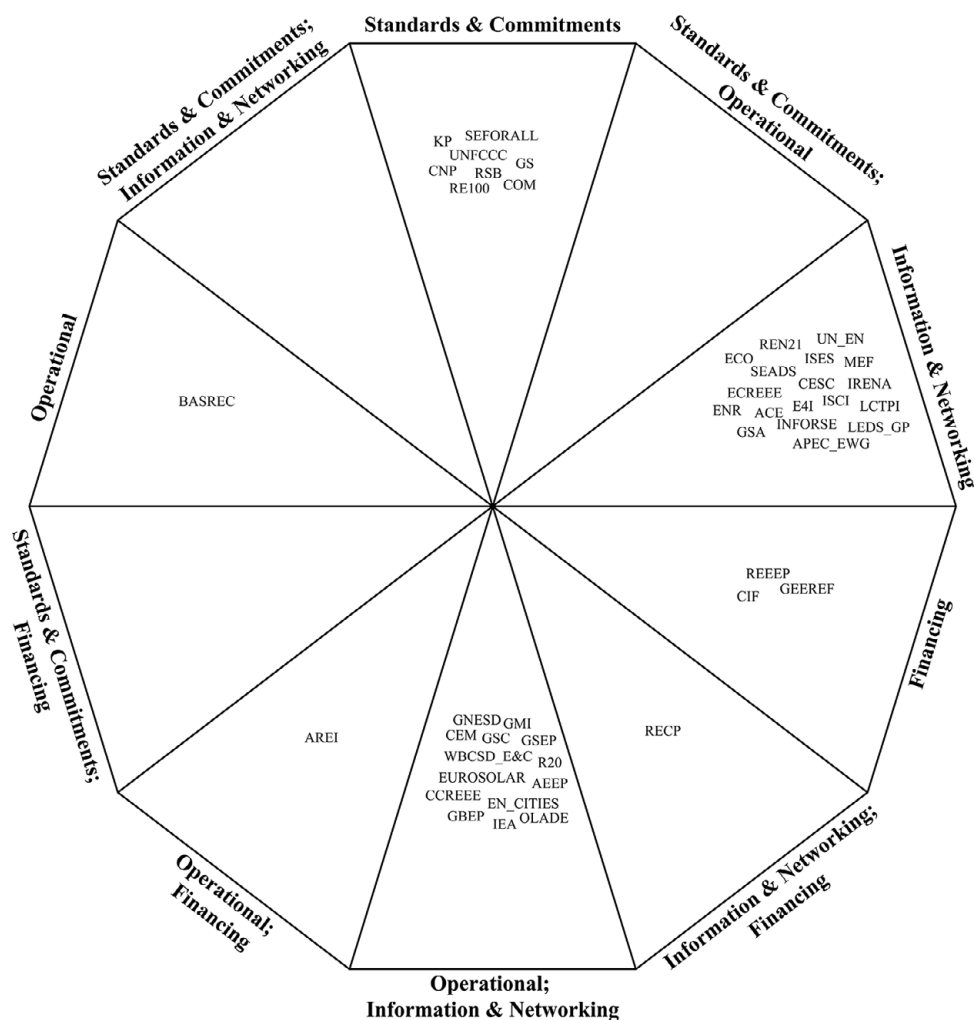 Standards & Commitments
Standards & Commitments;
Operational
Information & Networking
Financing
Information & Networking;
Financing
Operational;
Information & Networking
Operational;
Financing
Standards & Commitments;
Financing
Operational
Standards & Commitments;
Information & Networking
KP SEFORALL
UNFCCC GS
CNP RSB
RE100 COM
REN21 UN_EN
ECO ISES MEF
SEADS
CESC IRENA
ECREEE ISCI
ENR ACE E4I LCTPI
GSA INFORSE LEDS_GP
APEC_EWG
REEEP
CIF GEEREF
RECP
GNESD GMI
CEM GSC GSEP
WBCSD_E&C R20
EUROSOLAR AEEP
CCREEE EN_CITIES
GBEP IEA OLADE
AREI
BASREC